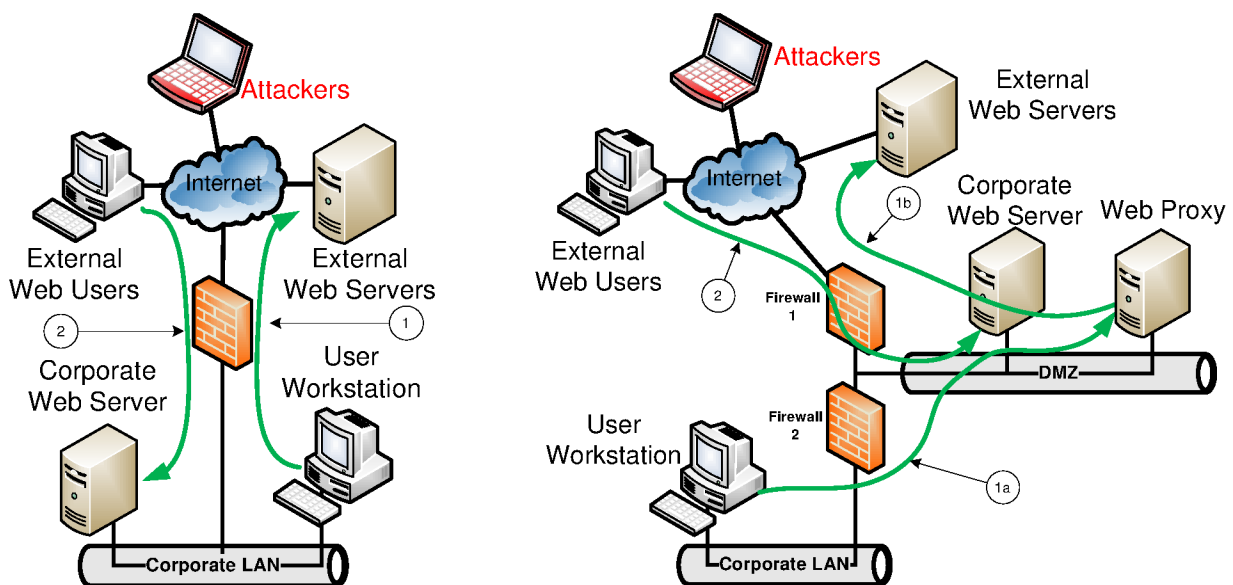 Attackers
Internet
External
Web Users
External
Web Servers
2
1
Corporate
Web Server
User
Workstation
Corporate LAN
Attackers
External
Web Servers
Internet
1b
Corporate
Web Server
Web Proxy
External
Web Users
2
Firewall
1
DMZ
Firewall
2
User
Workstation
1a
Corporate LAN